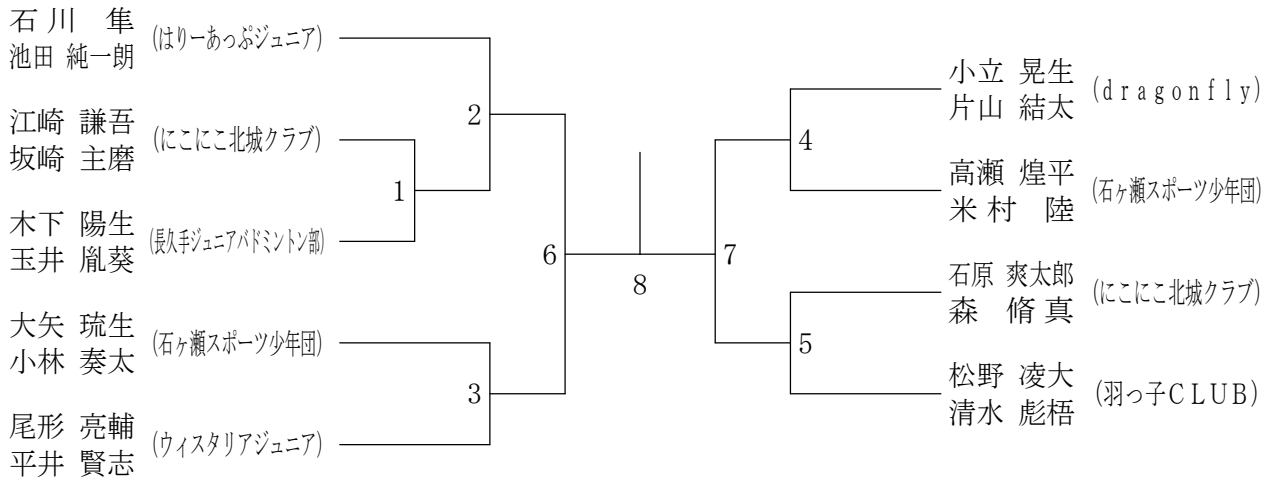 石川 隼
池田 純一朗
(はりーあっぷジュニア)
江崎 謙吾
坂崎 主磨
(にこにこ北城クラブ)
木下 陽生
玉井 胤葵
(長久手ジュニアバドミントン部)
大矢 琉生
小林 奏太
(石ヶ瀬スポーツ少年団)
尾形 亮輔
平井 賢志
(ウィスタリアジュニア)
2
1
3
6
8
7
4
5
小立 晃生
片山 結太
(dragonfly)
高瀬 煌平
米村 陸
(石ヶ瀬スポーツ少年団)
石原 爽太郎
森 脩真
(にこにこ北城クラブ)
松野 凌大
清水 彪梧
(羽っ子CLUB)